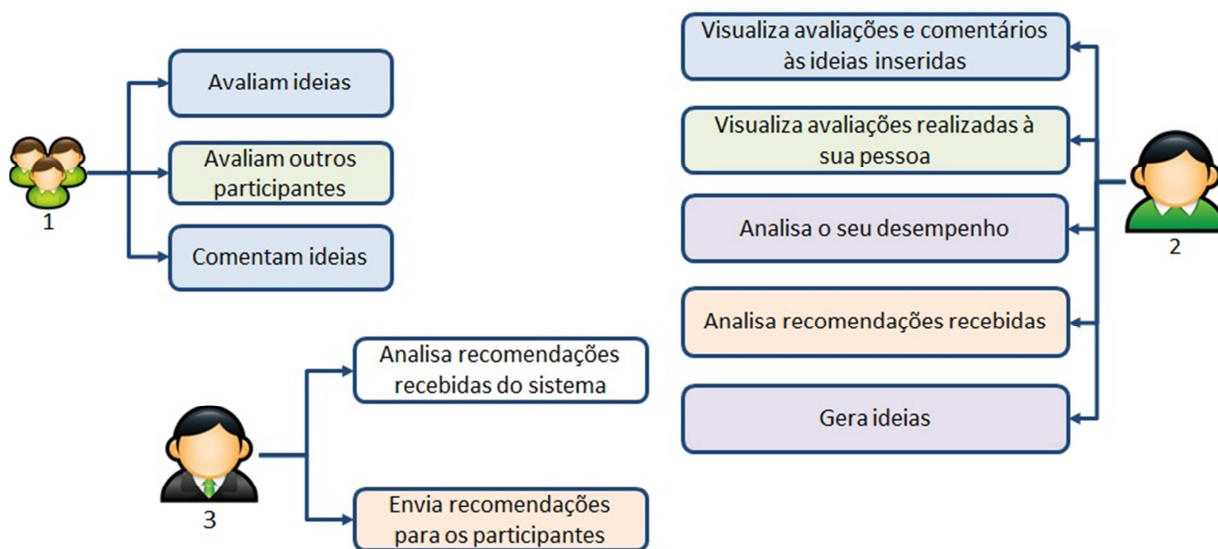 Avaliam ideias
Avaliam outros
participantes
Comentam ideias
1
Visualiza avaliações e comentários
às ideias inseridas
Visualiza avaliações realizadas à
sua pessoa
Analisa o seu desempenho
Analisa recomendações recebidas
Gera ideias
2
Analisa recomendações
recebidas do sistema
Envia recomendações
para os participantes
3